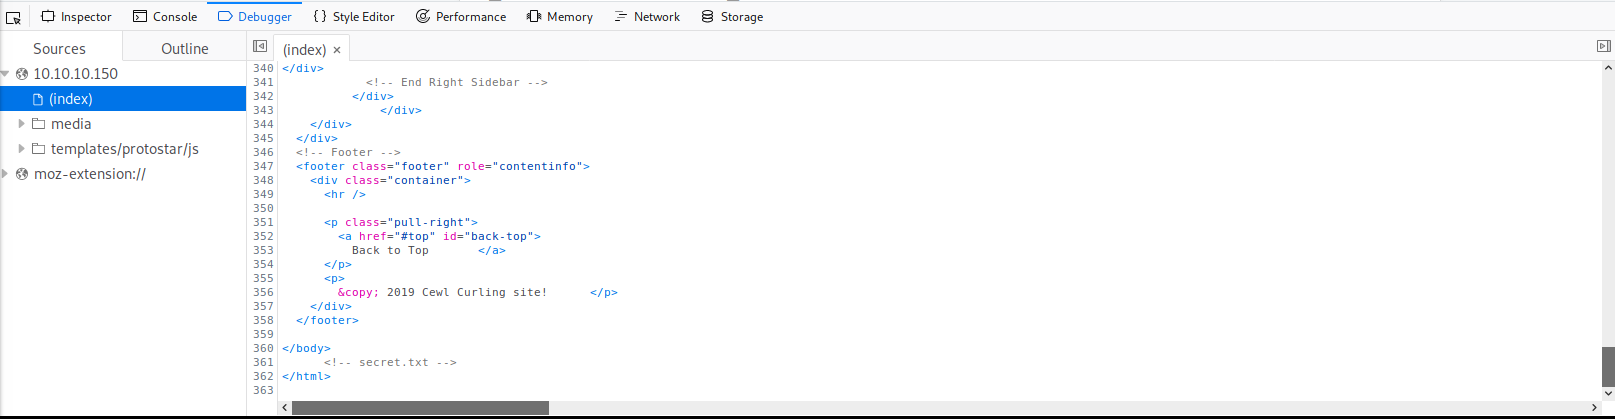 Inspector Console Debugger Style Editor Performance Memory Network Storage
Sources Outline (index) ×
10.10.10.150
(index)
media
templates/protostar/js
moz-extension://
340 </div>
341 <!-- End Right Sidebar -->
342 </div>
343 </div>
344 </div>
345 </div>
346 <!-- Footer -->
347 <footer class="footer" role="contentinfo">
348 <div class="container">
349 <hr />
350
351 <p class="pull-right">
352 <a href="#top" id="back-top">
353 Back to Top </a>
354 </p>
355 <p>
356 &copy; 2019 Cewl Curling site! </p>
357 </div>
358 </footer>
359
360 </body>
361 <!-- secret.txt -->
362 </html>
363